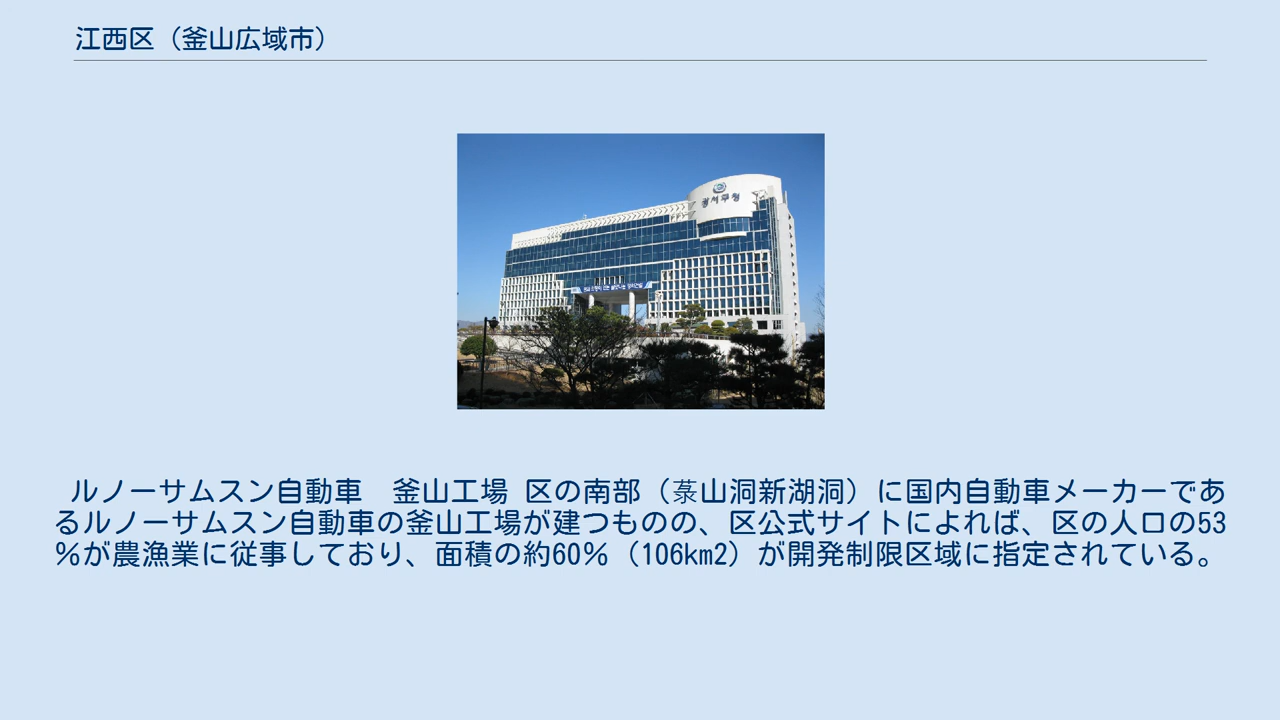 江西区（釜山広域市）
강서구청
ルノーサムスン自動車　釜山工場 区の南部（菉山洞新湖洞）に国内自動車メーカーであ
るルノーサムスン自動車の釜山工場が建つものの、区公式サイトによれば、区の人口の53
％が農漁業に従事しており、面積の約60％（106km2）が開発制限区域に指定されている。